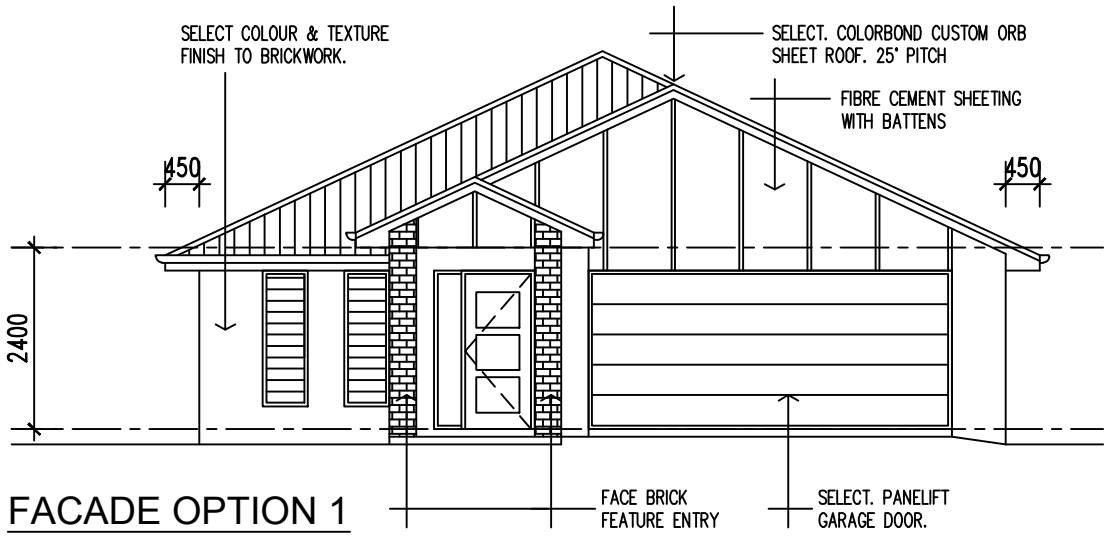 SELECT COLOUR & TEXTURE
FINISH TO BRICKWORK.
SELECT. COLORBOND CUSTOM ORB
SHEET ROOF. 25° PITCH
FIBRE CEMENT SHEETING
WITH BATTENS
450
450
2400
FACE BRICK
FEATURE ENTRY
SELECT. PANELIFT
GARAGE DOOR.
FACADE OPTION 1